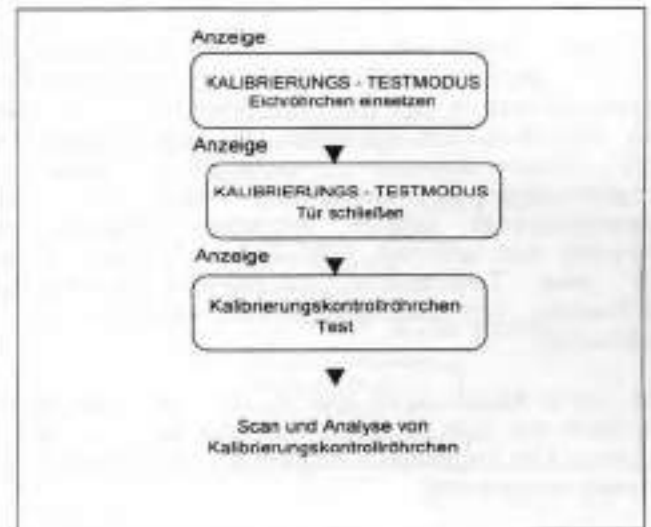 Anzeige
KALIBRIERUNGS - TESTMODUS
Eichröhrchen einsetzen
Anzeige
KALIBRIERUNGS - TESTMODUS
Tür schließen
Anzeige
Kalibrierungskontrollröhrchen
Test
Scan und Analyse von
Kalibrierungskontrollröhrchen